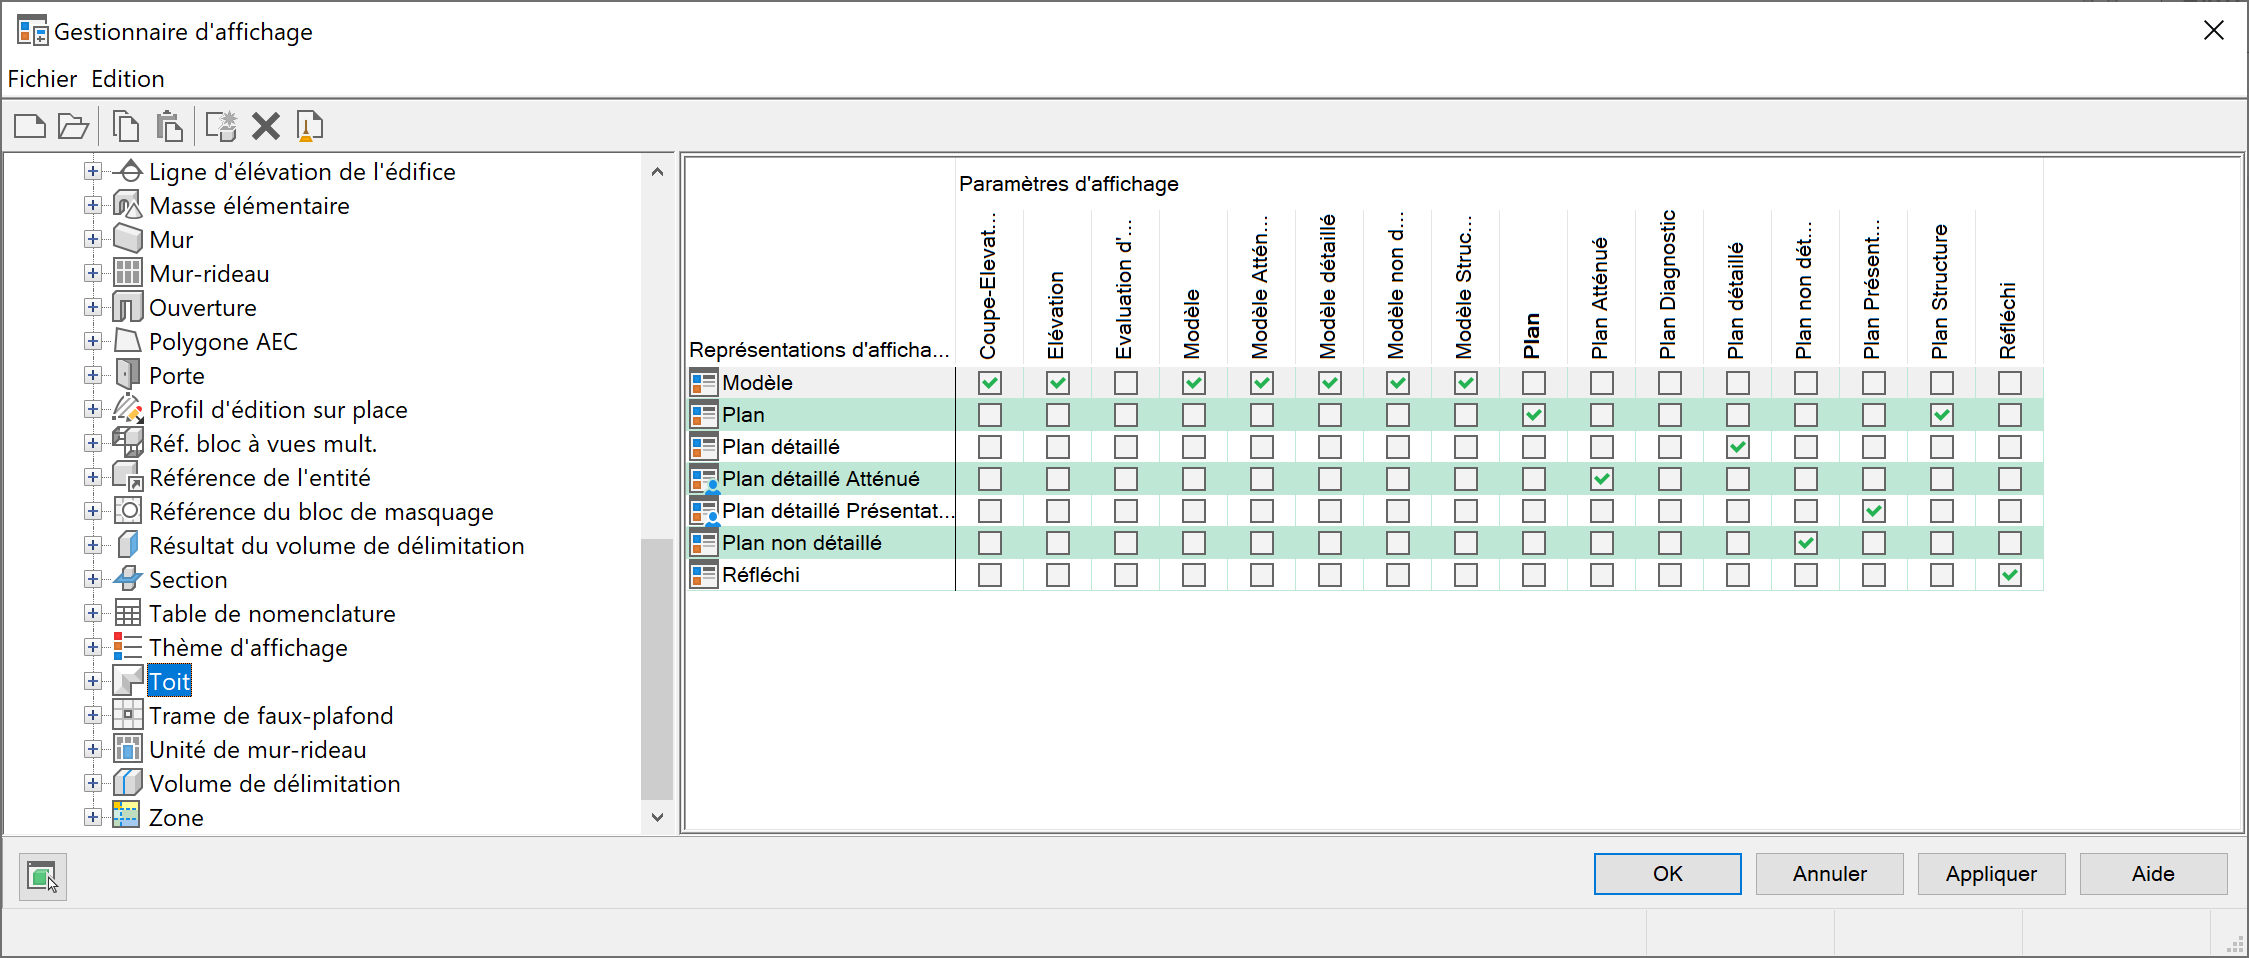 Gestionnaire d'affichage
Fichier Edition
Ligne d'élévation de l'édifice
Masse élémentaire
Mur
Mur-rideau
Ouverture
Polygone AEC
Porte
Profil d'édition sur place
Réf. bloc à vues mult.
Référence de l'entité
Référence du bloc de masquage
Résultat du volume de délimitation
Section
Table de nomenclature
Thème d'affichage
Toit
Trame de faux-plafond
Unité de mur-rideau
Volume de délimitation
Zone
Paramètres d'affichage
Représentations d'afficha...
Coupe-Elevat...
Elévation
Evaluation d'...
Modèle
Modèle Attén...
Modèle détaillé
Modèle non d...
Modèle Struc...
Plan
Plan Atténué
Plan Diagnostic
Plan détaillé
Plan non dét...
Plan Présent...
Plan Structure
Réfléchi
Modèle
Plan
Plan détaillé
Plan détaillé Atténué
Plan détaillé Présentat...
Plan non détaillé
Réfléchi
OK Annuler Appliquer Aide